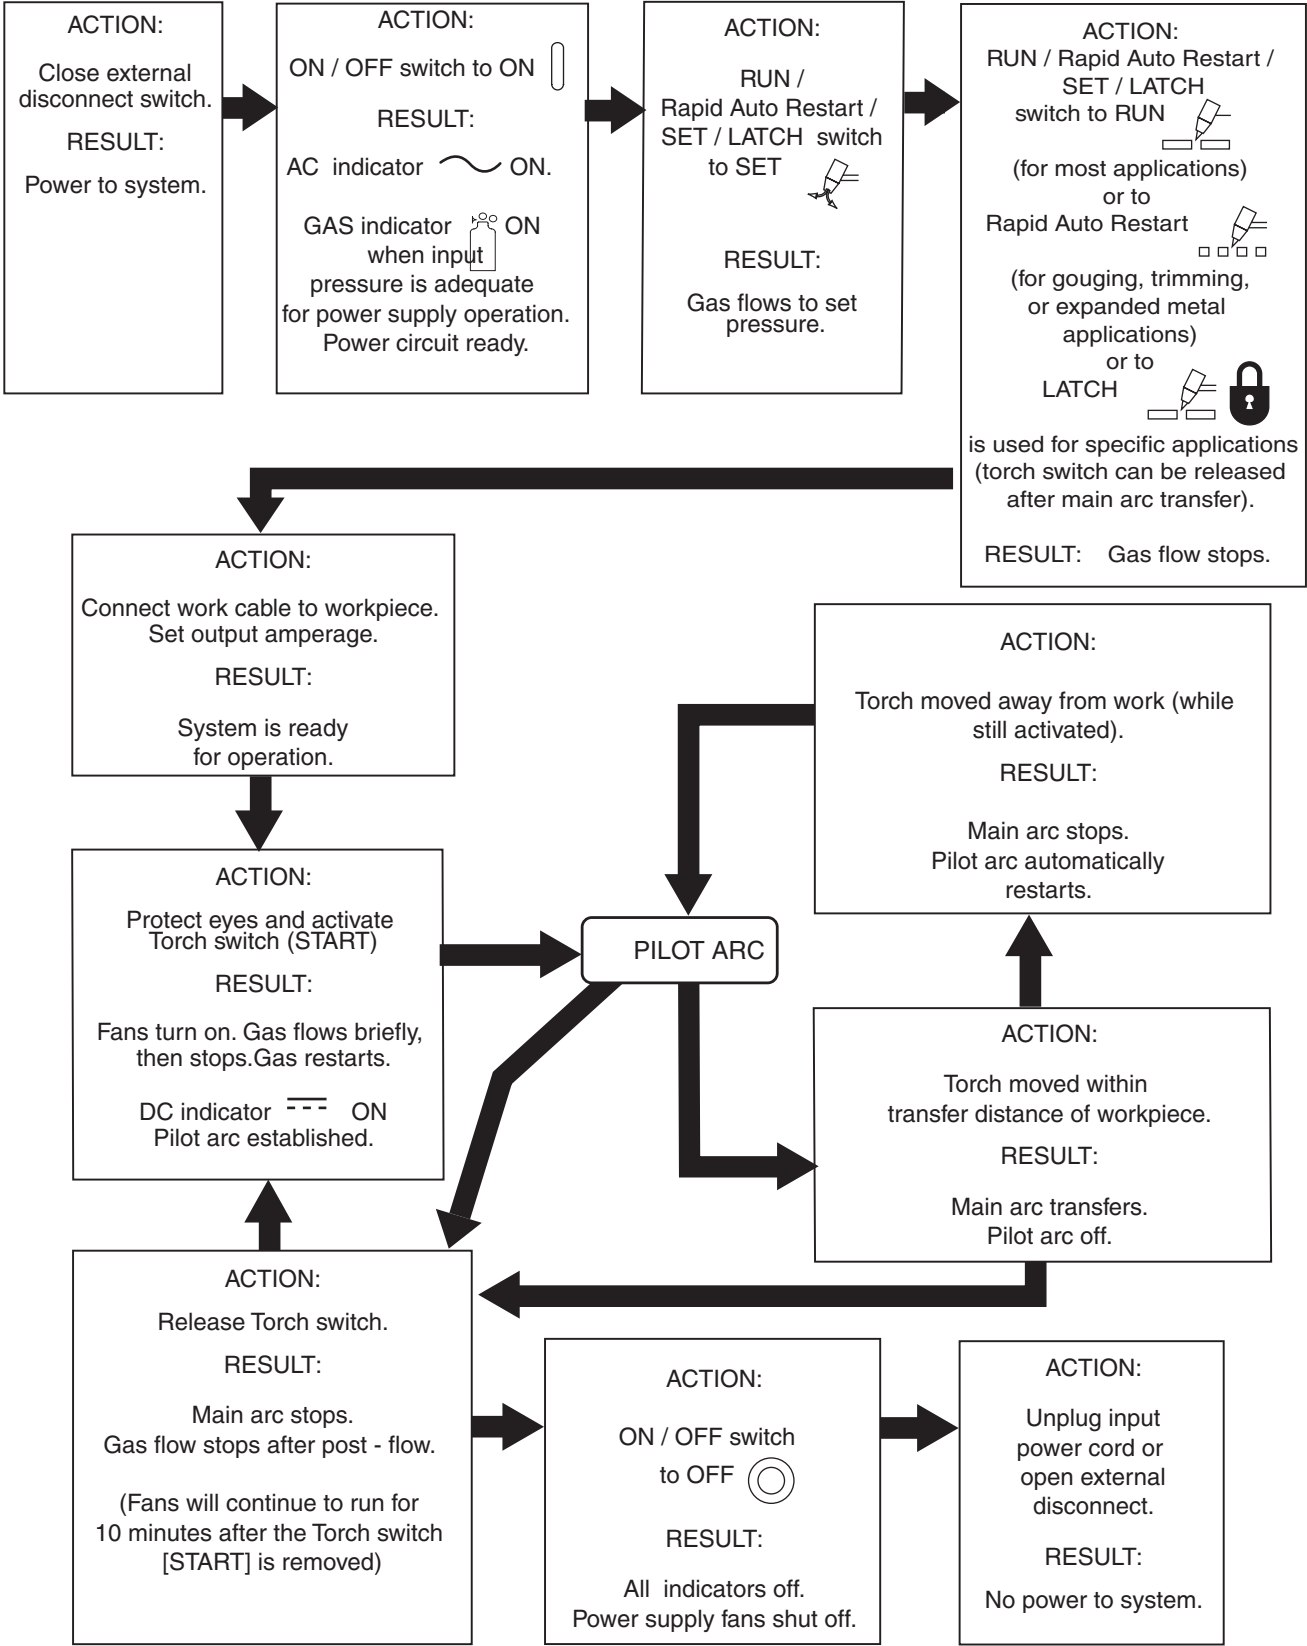 ACTION:
Close external
disconnect switch.
RESULT:
Power to system.
ACTION:
ON / OFF switch to ON
RESULT:
AC indicator ON.
GAS indicator ON
when input
pressure is adequate
for power supply operation.
Power circuit ready.
ACTION:
RUN /
Rapid Auto Restart /
SET / LATCH switch
to SET
RESULT:
Gas flows to set
pressure.
ACTION:
RUN / Rapid Auto Restart /
SET / LATCH
switch to RUN
(for most applications)
or to
Rapid Auto Restart
(for gouging, trimming,
or expanded metal
applications)
or to
LATCH
is used for specific applications
(torch switch can be released
after main arc transfer).
RESULT: Gas flow stops.
ACTION:
Connect work cable to workpiece.
Set output amperage.
RESULT:
System is ready
for operation.
ACTION:
Protect eyes and activate
Torch switch (START)
RESULT:
Fans turn on. Gas flows briefly,
then stops.Gas restarts.
DC indicator ON
Pilot arc established.
PILOT ARC
ACTION:
Torch moved away from work (while
still activated).
RESULT:
Main arc stops.
Pilot arc automatically
restarts.
ACTION:
Torch moved within
transfer distance of workpiece.
RESULT:
Main arc transfers.
Pilot arc off.
ACTION:
Release Torch switch.
RESULT:
Main arc stops.
Gas flow stops after post - flow.
(Fans will continue to run for
10 minutes after the Torch switch
[START] is removed)
ACTION:
ON / OFF switch
to OFF
RESULT:
All indicators off.
Power supply fans shut off.
ACTION:
Unplug input
power cord or
open external
disconnect.
RESULT:
No power to system.